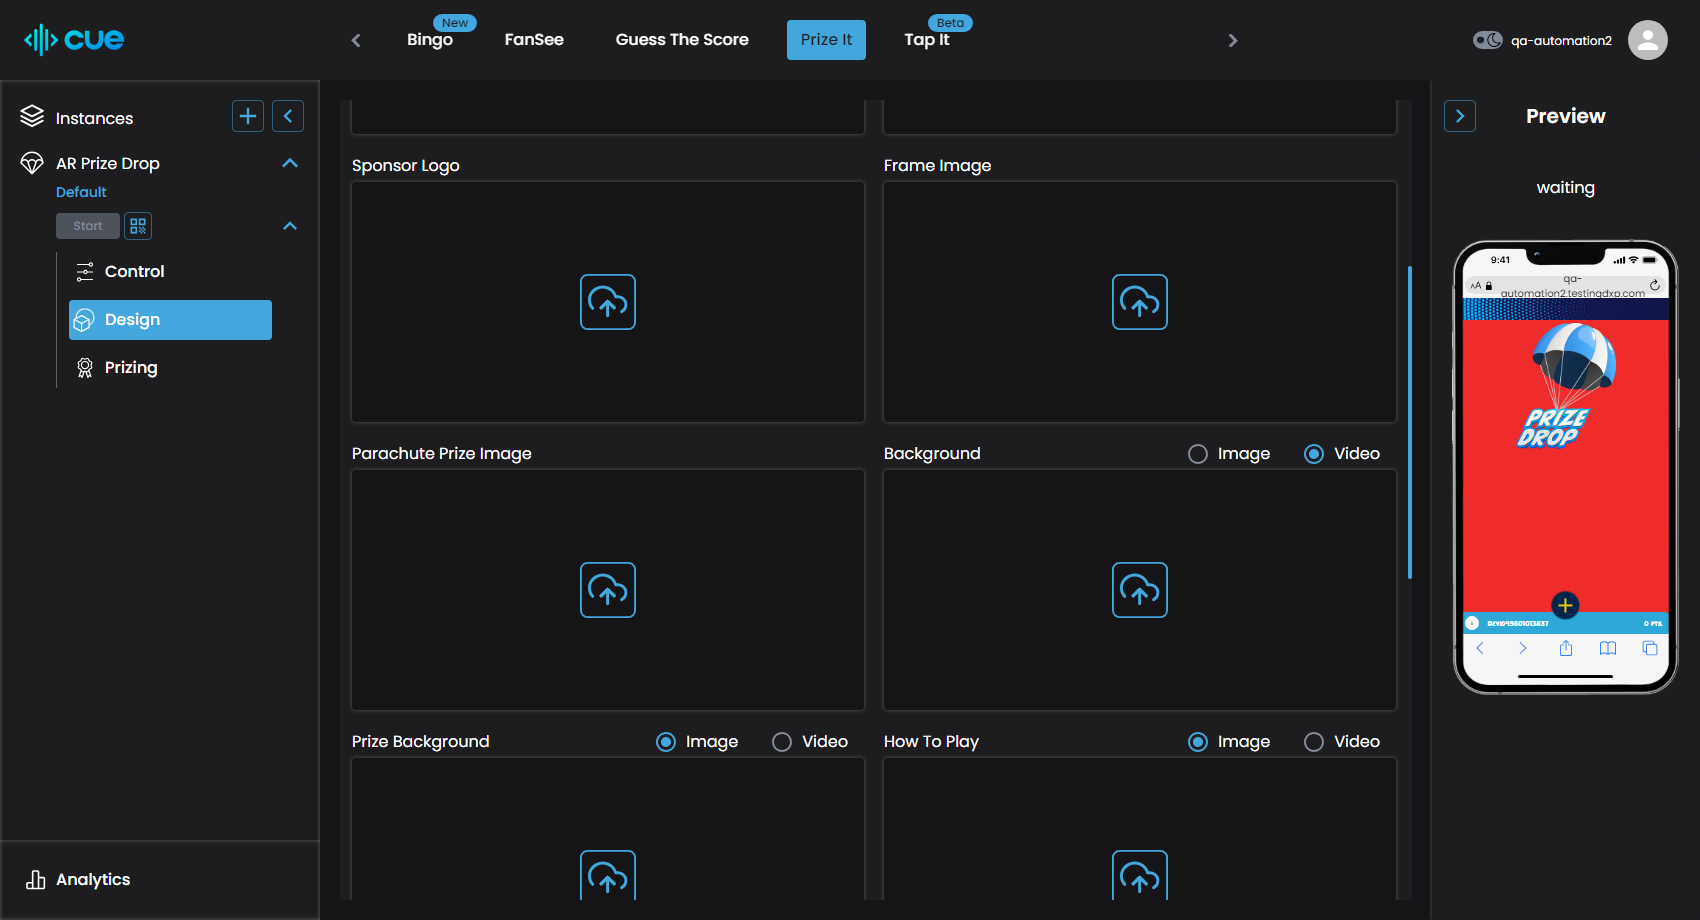 cue
Bingo
New
FanSee
Guess The Score
Prize It
Tap It
Beta
qa-automation2
Instances
AR Prize Drop
Default
Start
Control
Design
Prizing
Analytics
Sponsor Logo
Frame Image
Parachute Prize Image
Background
Image
Video
Prize Background
Image
Video
How To Play
Image
Video
Preview
waiting
9:41
AA
qa-
automation2.testingdxp.com
PRIZE
DROP
0 PTS.